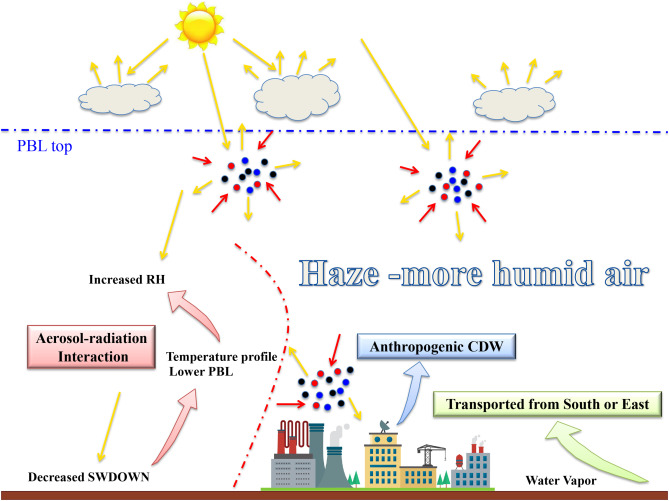 PBL top
Haze -more humid air
Increased RH
Aerosol-radiation
Interaction
Temperature profile
Lower PBL
Anthropogenic CDW
Transported from South or East
Decreased SWDOWN
Water Vapor